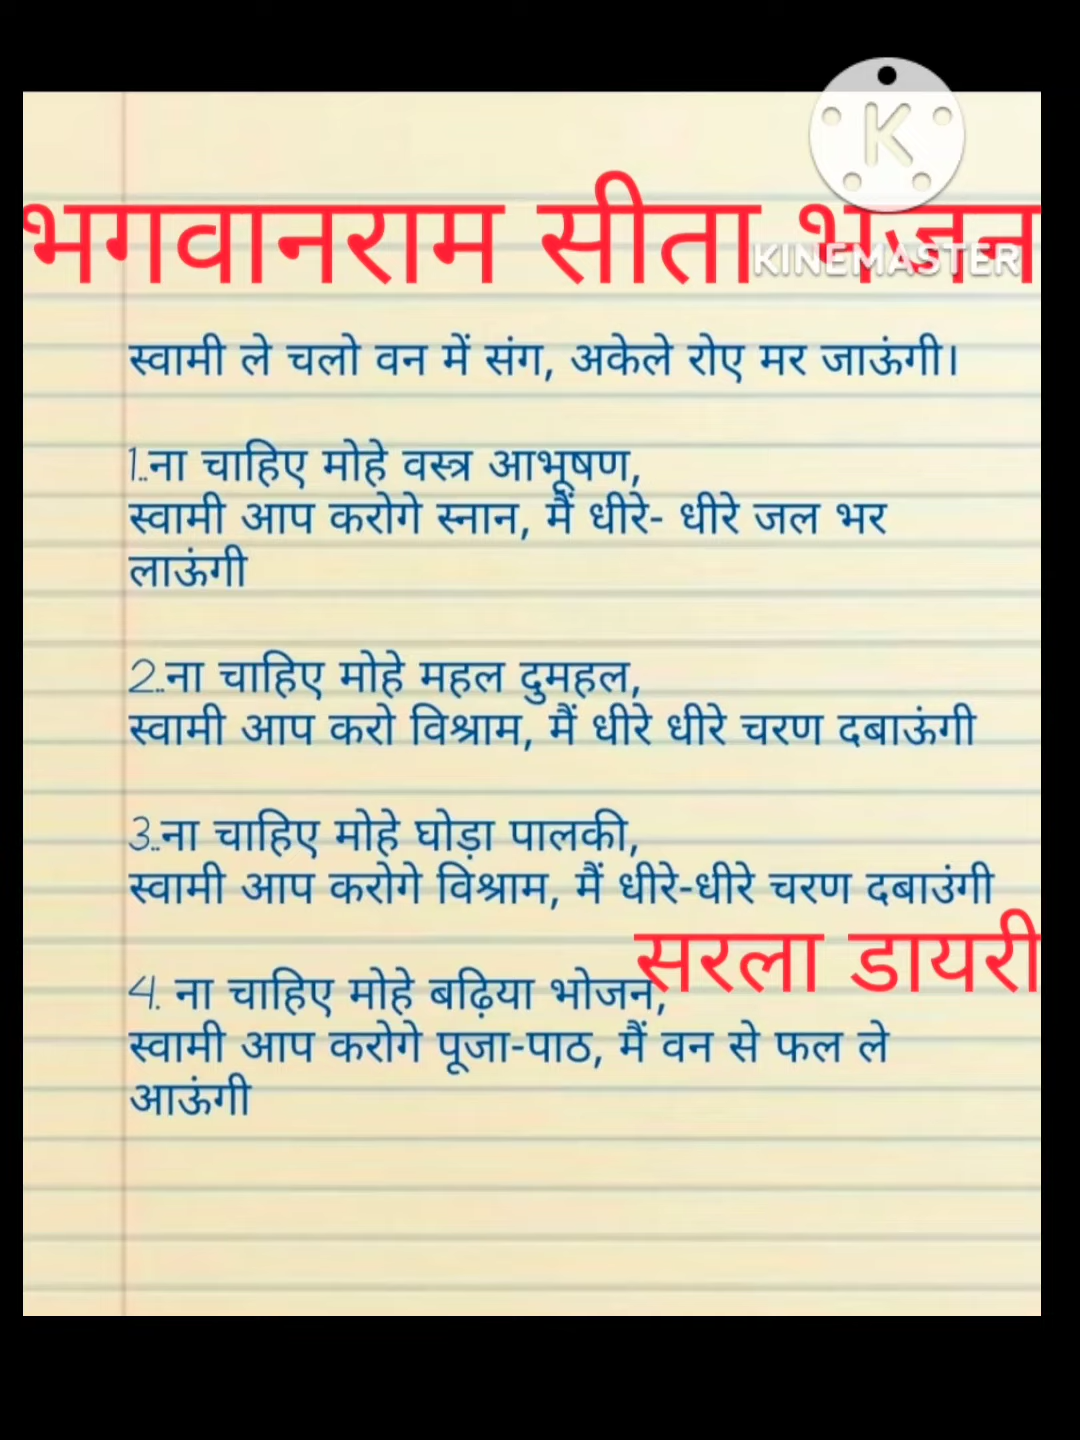 K
भगवानराम सीता भजन
KINEMASTER
स्वामी ले चलो वन में संग, अकेले रोए मर जाऊंगी।
1..ना चाहिए मोहे वस्त्र आभूषण,
स्वामी आप करोगे स्नान, मैं धीरे- धीरे जल भर
लाऊंगी
2..ना चाहिए मोहे महल दुमहल,
स्वामी आप करो विश्राम, मैं धीरे धीरे चरण दबाऊंगी
3..ना चाहिए मोहे घोड़ा पालकी,
स्वामी आप करोगे विश्राम, मैं धीरे-धीरे चरण दबाउंगी
सरला डायरी
4. ना चाहिए मोहे बढ़िया भोजन,
स्वामी आप करोगे पूजा-पाठ, मैं वन से फल ले
आऊंगी